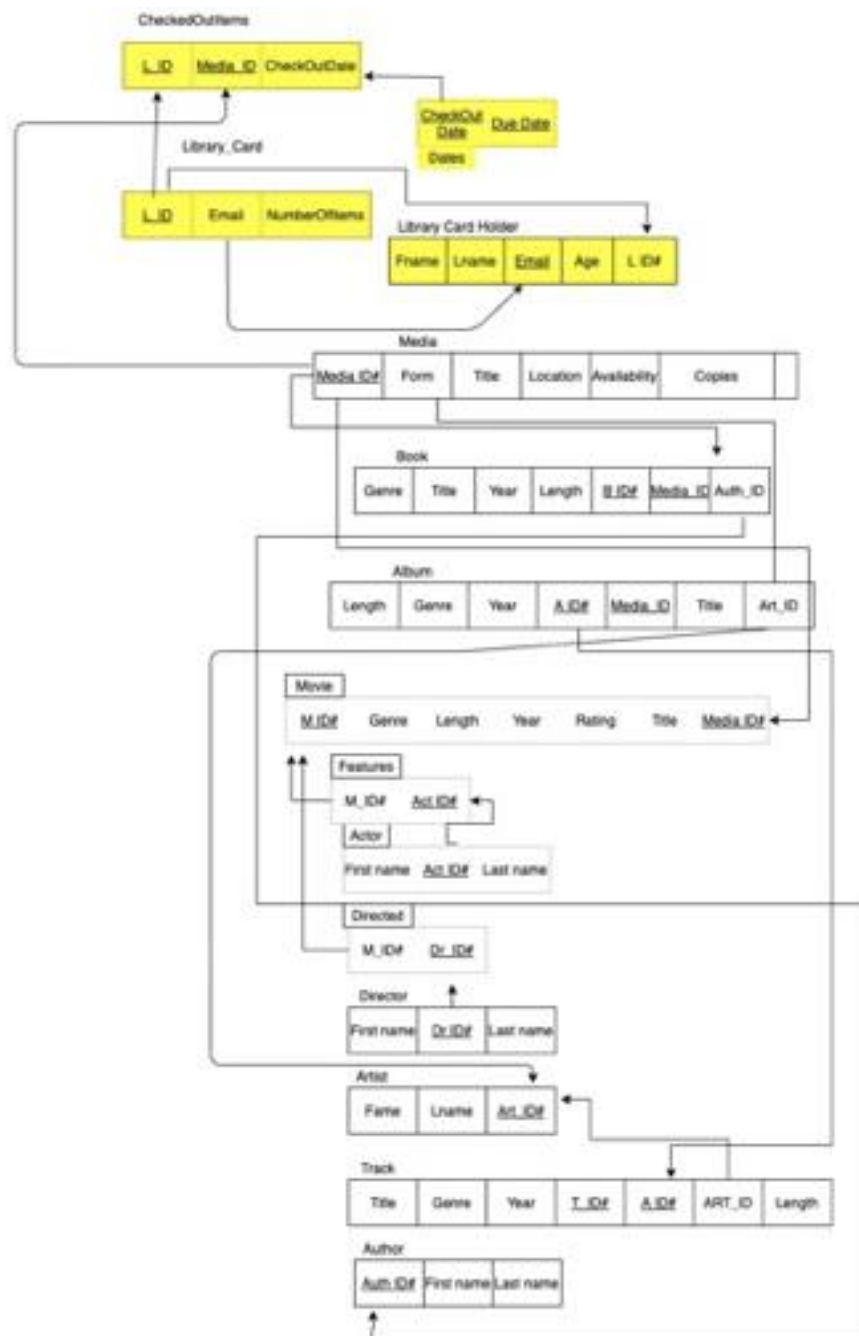 CheckedOutItems
L_ID Media_ID CheckOutDate
CheckOut Due Date
Date
Dates
Library_Card
L_ID Email NumberOfItems
Library Card Holder
Fname Lname Email Age L ID#
Media
Media ID# Form Title Location Availability Copies
Book
Genre Title Year Length B ID# Media_ID Auth_ID
Album
Length Genre Year A ID# Media_ID Title Art_ID
Movie
M ID# Genre Length Year Rating Title Media ID#
Features
M_ID# Act ID#
Actor
First name Act ID# Last name
Directed
M_ID# Dr_ID#
Director
First name Dr ID# Last name
Artist
Fame Lname Art_ID#
Track
Title Genre Year T_ID# A ID# ART_ID Length
Author
Auth ID# First name Last name